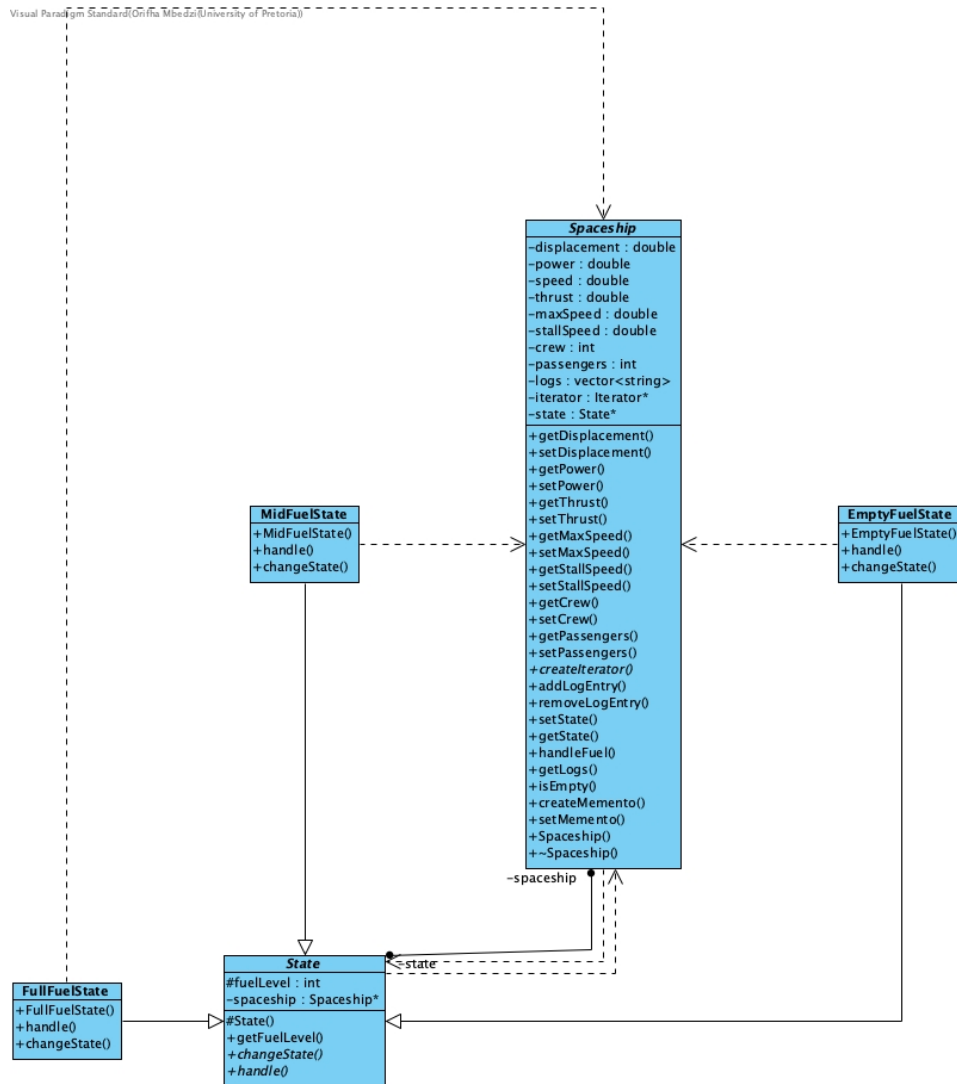 Visual Paradigm Standard(Orifha Mbedzi(University of Pretoria))
Spaceship
-displacement : double
-power : double
-speed : double
-thrust : double
-maxSpeed : double
-stallSpeed : double
-crew : int
-passengers : int
-logs : vector<string>
-iterator : Iterator*
-state : State*
+getDisplacement()
+setDisplacement()
+getPower()
+setPower()
+getThrust()
+setThrust()
+getMaxSpeed()
+setMaxSpeed()
+getStallSpeed()
+setStallSpeed()
+getCrew()
+setCrew()
+getPassengers()
+setPassengers()
+createIterator()
+addLogEntry()
+removeLogEntry()
+setState()
+getState()
+handleFuel()
+getLogs()
+isEmpty()
+createMemento()
+setMemento()
+Spaceship()
+~Spaceship()
MidFuelState
+MidFuelState()
+handle()
+changeState()
EmptyFuelState
+EmptyFuelState()
+handle()
+changeState()
-spaceship
-state
State
#fuelLevel : int
-spaceship : Spaceship*
#State()
+getFuelLevel()
+changeState()
+handle()
FullFuelState
+FullFuelState()
+handle()
+changeState()